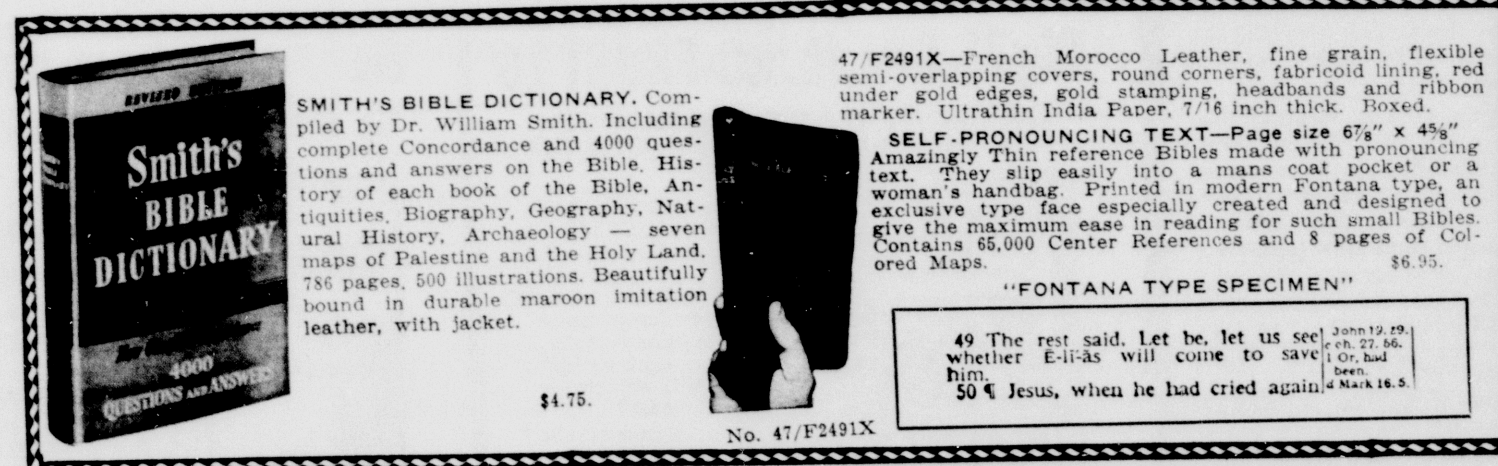 REVISED EDITION
Smith's
BIBLE
DICTIONARY
4000
QUESTIONS AND ANSWERS
SMITH'S BIBLE DICTIONARY. Com-
piled by Dr. William Smith. Including
complete Concordance and 4000 ques-
tions and answers on the Bible, His-
tory of each book of the Bible, An-
tiquities, Biography, Geography, Nat-
ural History, Archaeology — seven
maps of Palestine and the Holy Land.
786 pages, 500 illustrations. Beautifully
bound in durable maroon imitation
leather, with jacket.
$4.75.
No. 47/F2491X
47/F2491X—French Morocco Leather, fine grain, flexible
semi-overlapping covers, round corners, fabricoid lining, red
under gold edges, gold stamping, headbands and ribbon
marker. Ultrathin India Paper, 7/16 inch thick. Boxed.
SELF-PRONOUNCING TEXT—Page size 6⅞" x 4⅝"
Amazingly Thin reference Bibles made with pronouncing
text. They slip easily into a mans coat pocket or a
woman's handbag. Printed in modern Fontana type, an
exclusive type face especially created and designed to
give the maximum ease in reading for such small Bibles.
Contains 65,000 Center References and 8 pages of Col-
ored Maps. $6.95.
"FONTANA TYPE SPECIMEN"
49 The rest said, Let be, let us see
whether Ē-lī-ăs will come to save
him.
50 ¶ Jesus, when he had cried again
John 19. 29.
c ch. 27. 56.
1 Or, had
been.
d Mark 16. 5.